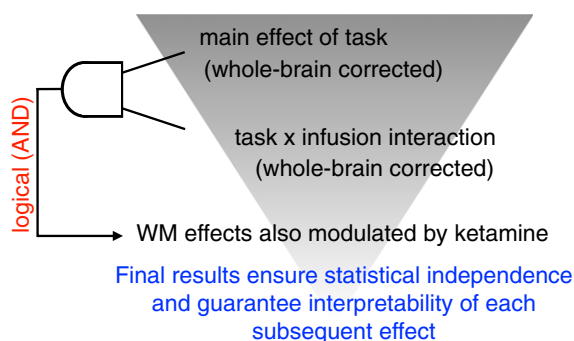 main effect of task
(whole-brain corrected)
logical (AND)
task x infusion interaction
(whole-brain corrected)
WM effects also modulated by ketamine
Final results ensure statistical independence
and guarantee interpretability of each
subsequent effect